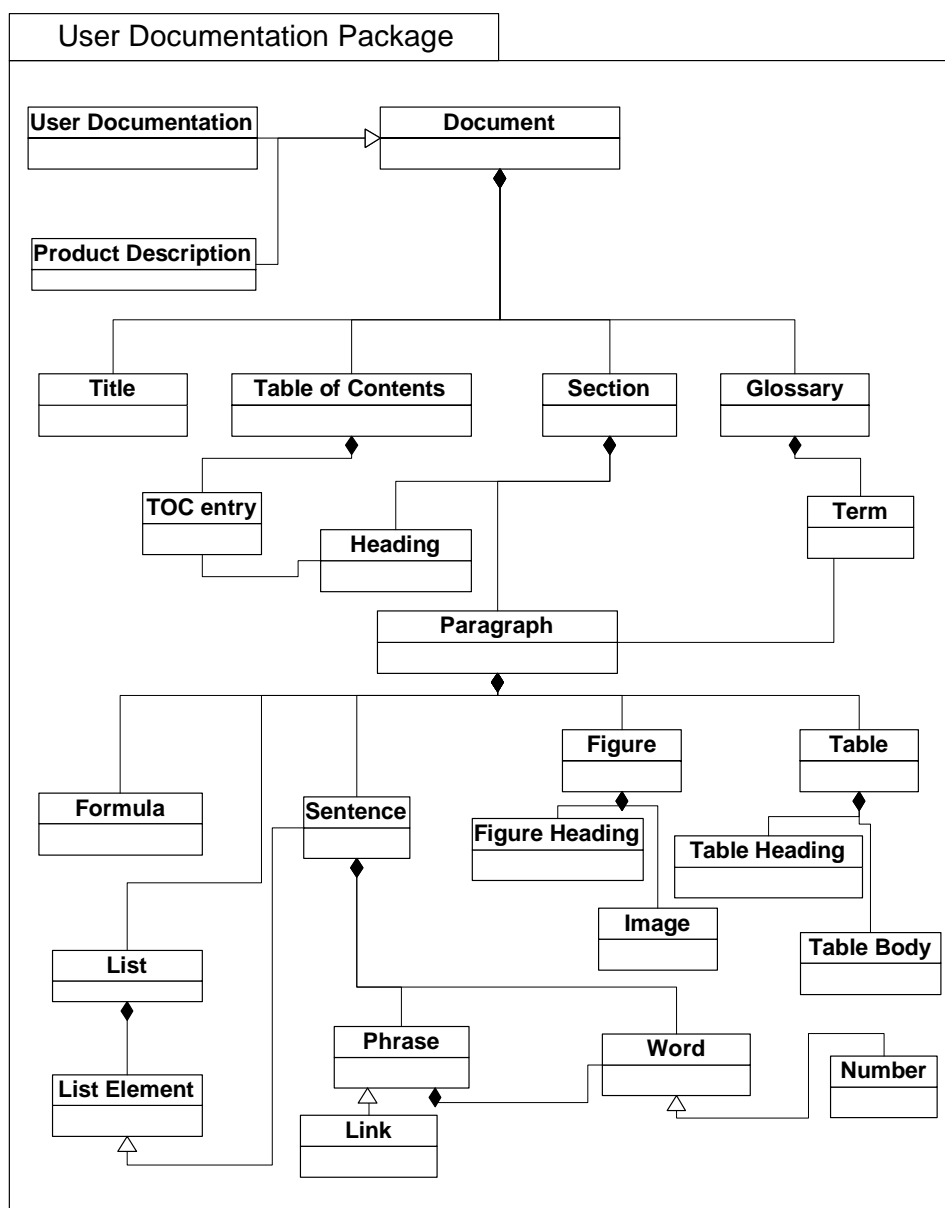 User Documentation Package
User Documentation
Document
Product Description
Title
Table of Contents
Section
Glossary
TOC entry
Heading
Term
Paragraph
Figure
Table
Formula
Sentence
Figure Heading
Table Heading
Image
Table Body
List
Phrase
Word
List Element
Number
Link